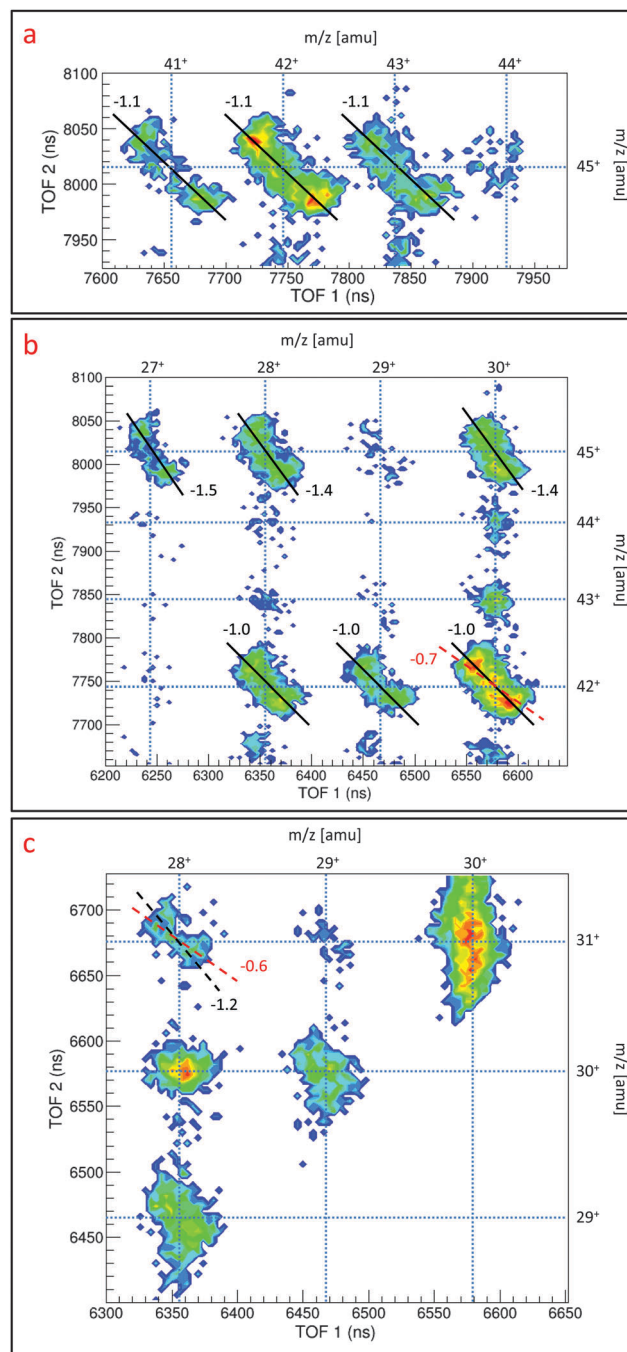 a
m/z [amu]
41+ 42+ 43+ 44+
8100
8050
8000
7950
TOF 2 (ns)
-1.1 -1.1 -1.1
45+
m/z [amu]
7600 7650 7700 7750 7800 7850 7900 7950
TOF 1 (ns)
b
m/z [amu]
27+ 28+ 29+ 30+
8100
8050
8000
7950
7900
7850
7800
7750
7700
TOF 2 (ns)
-1.5 -1.4 -1.4
-1.0 -1.0 -1.0
-0.7
45+
44+
43+
42+
m/z [amu]
6200 6250 6300 6350 6400 6450 6500 6550 6600
TOF 1 (ns)
c
m/z [amu]
28+ 29+ 30+
6700
6650
6600
6550
6500
6450
TOF 2 (ns)
-0.6
-1.2
31+
30+
29+
m/z [amu]
6300 6350 6400 6450 6500 6550 6600 6650
TOF 1 (ns)